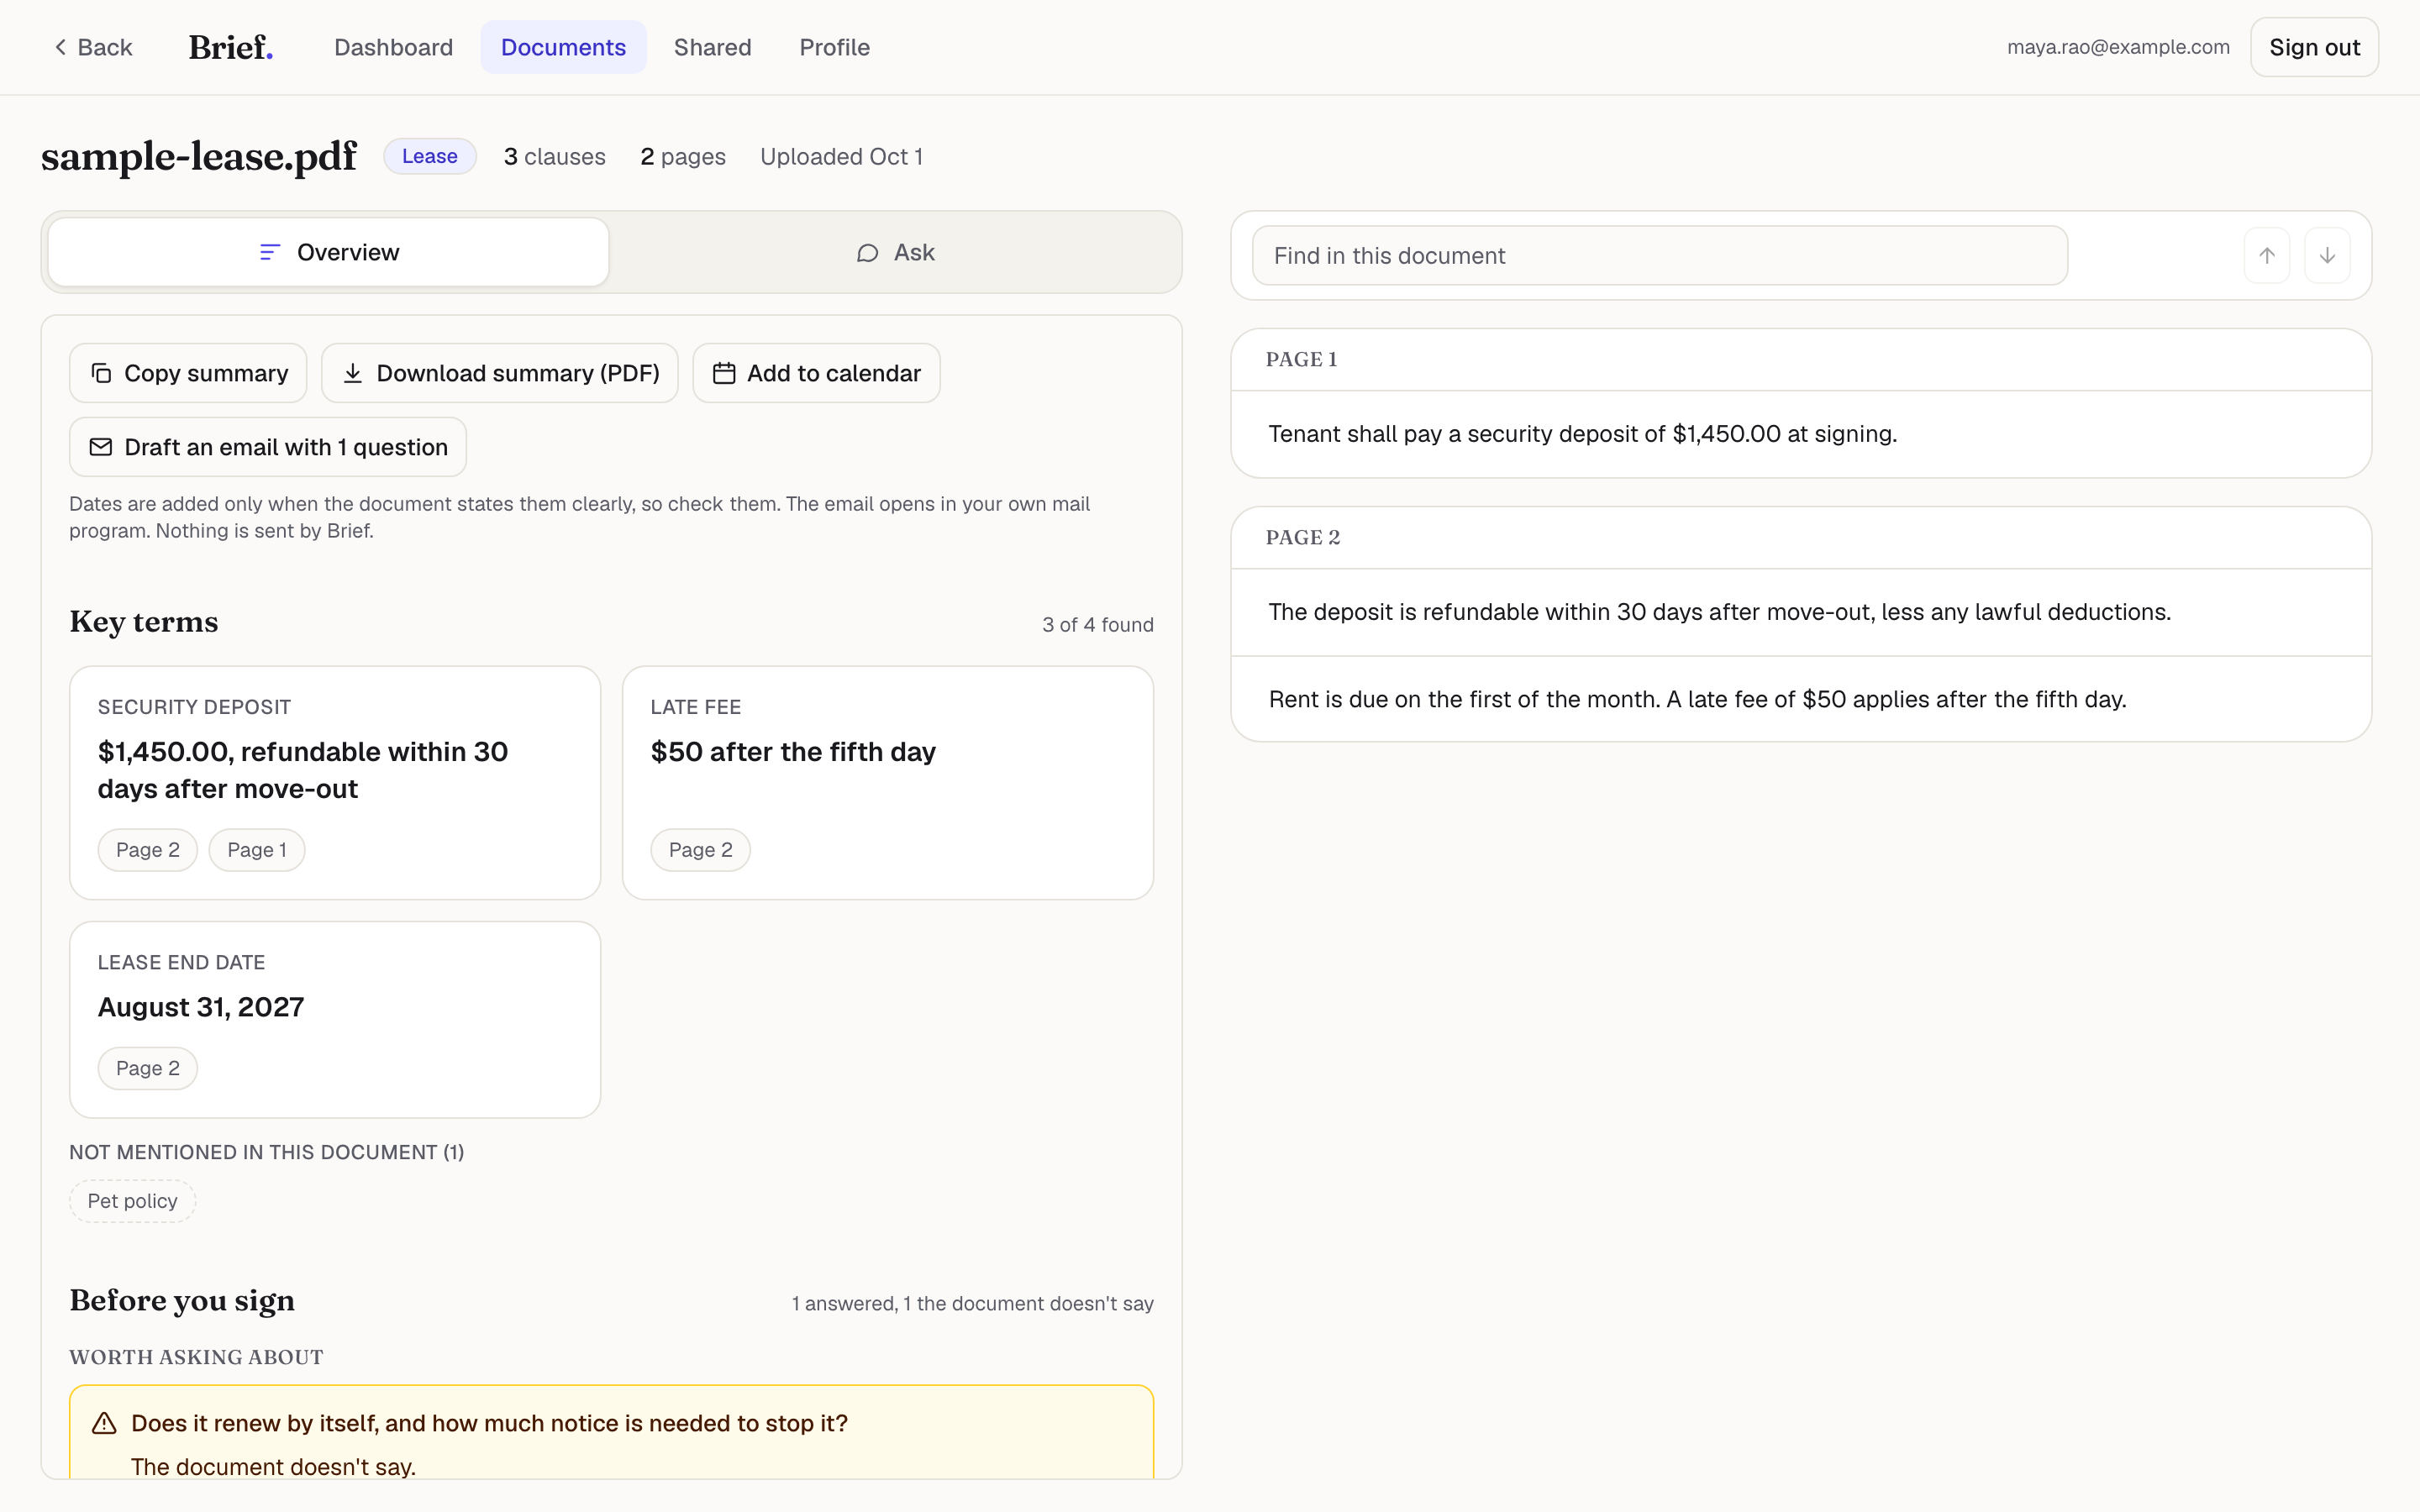 Back
Brief.
Dashboard
Documents
Shared
Profile
maya.rao@example.com
Sign out
sample-lease.pdf
Lease
3 clauses
2 pages
Uploaded Oct 1
Overview
Ask
Copy summary
Download summary (PDF)
Add to calendar
Draft an email with 1 question
Dates are added only when the document states them clearly, so check them. The email opens in your own mail
program. Nothing is sent by Brief.
Key terms
3 of 4 found
SECURITY DEPOSIT
$1,450.00, refundable within 30
days after move-out
Page 2
Page 1
LATE FEE
$50 after the fifth day
Page 2
LEASE END DATE
August 31, 2027
Page 2
NOT MENTIONED IN THIS DOCUMENT (1)
Pet policy
Before you sign
1 answered, 1 the document doesn't say
WORTH ASKING ABOUT
Does it renew by itself, and how much notice is needed to stop it?
The document doesn't say.
Find in this document
PAGE 1
Tenant shall pay a security deposit of $1,450.00 at signing.
PAGE 2
The deposit is refundable within 30 days after move-out, less any lawful deductions.
Rent is due on the first of the month. A late fee of $50 applies after the fifth day.